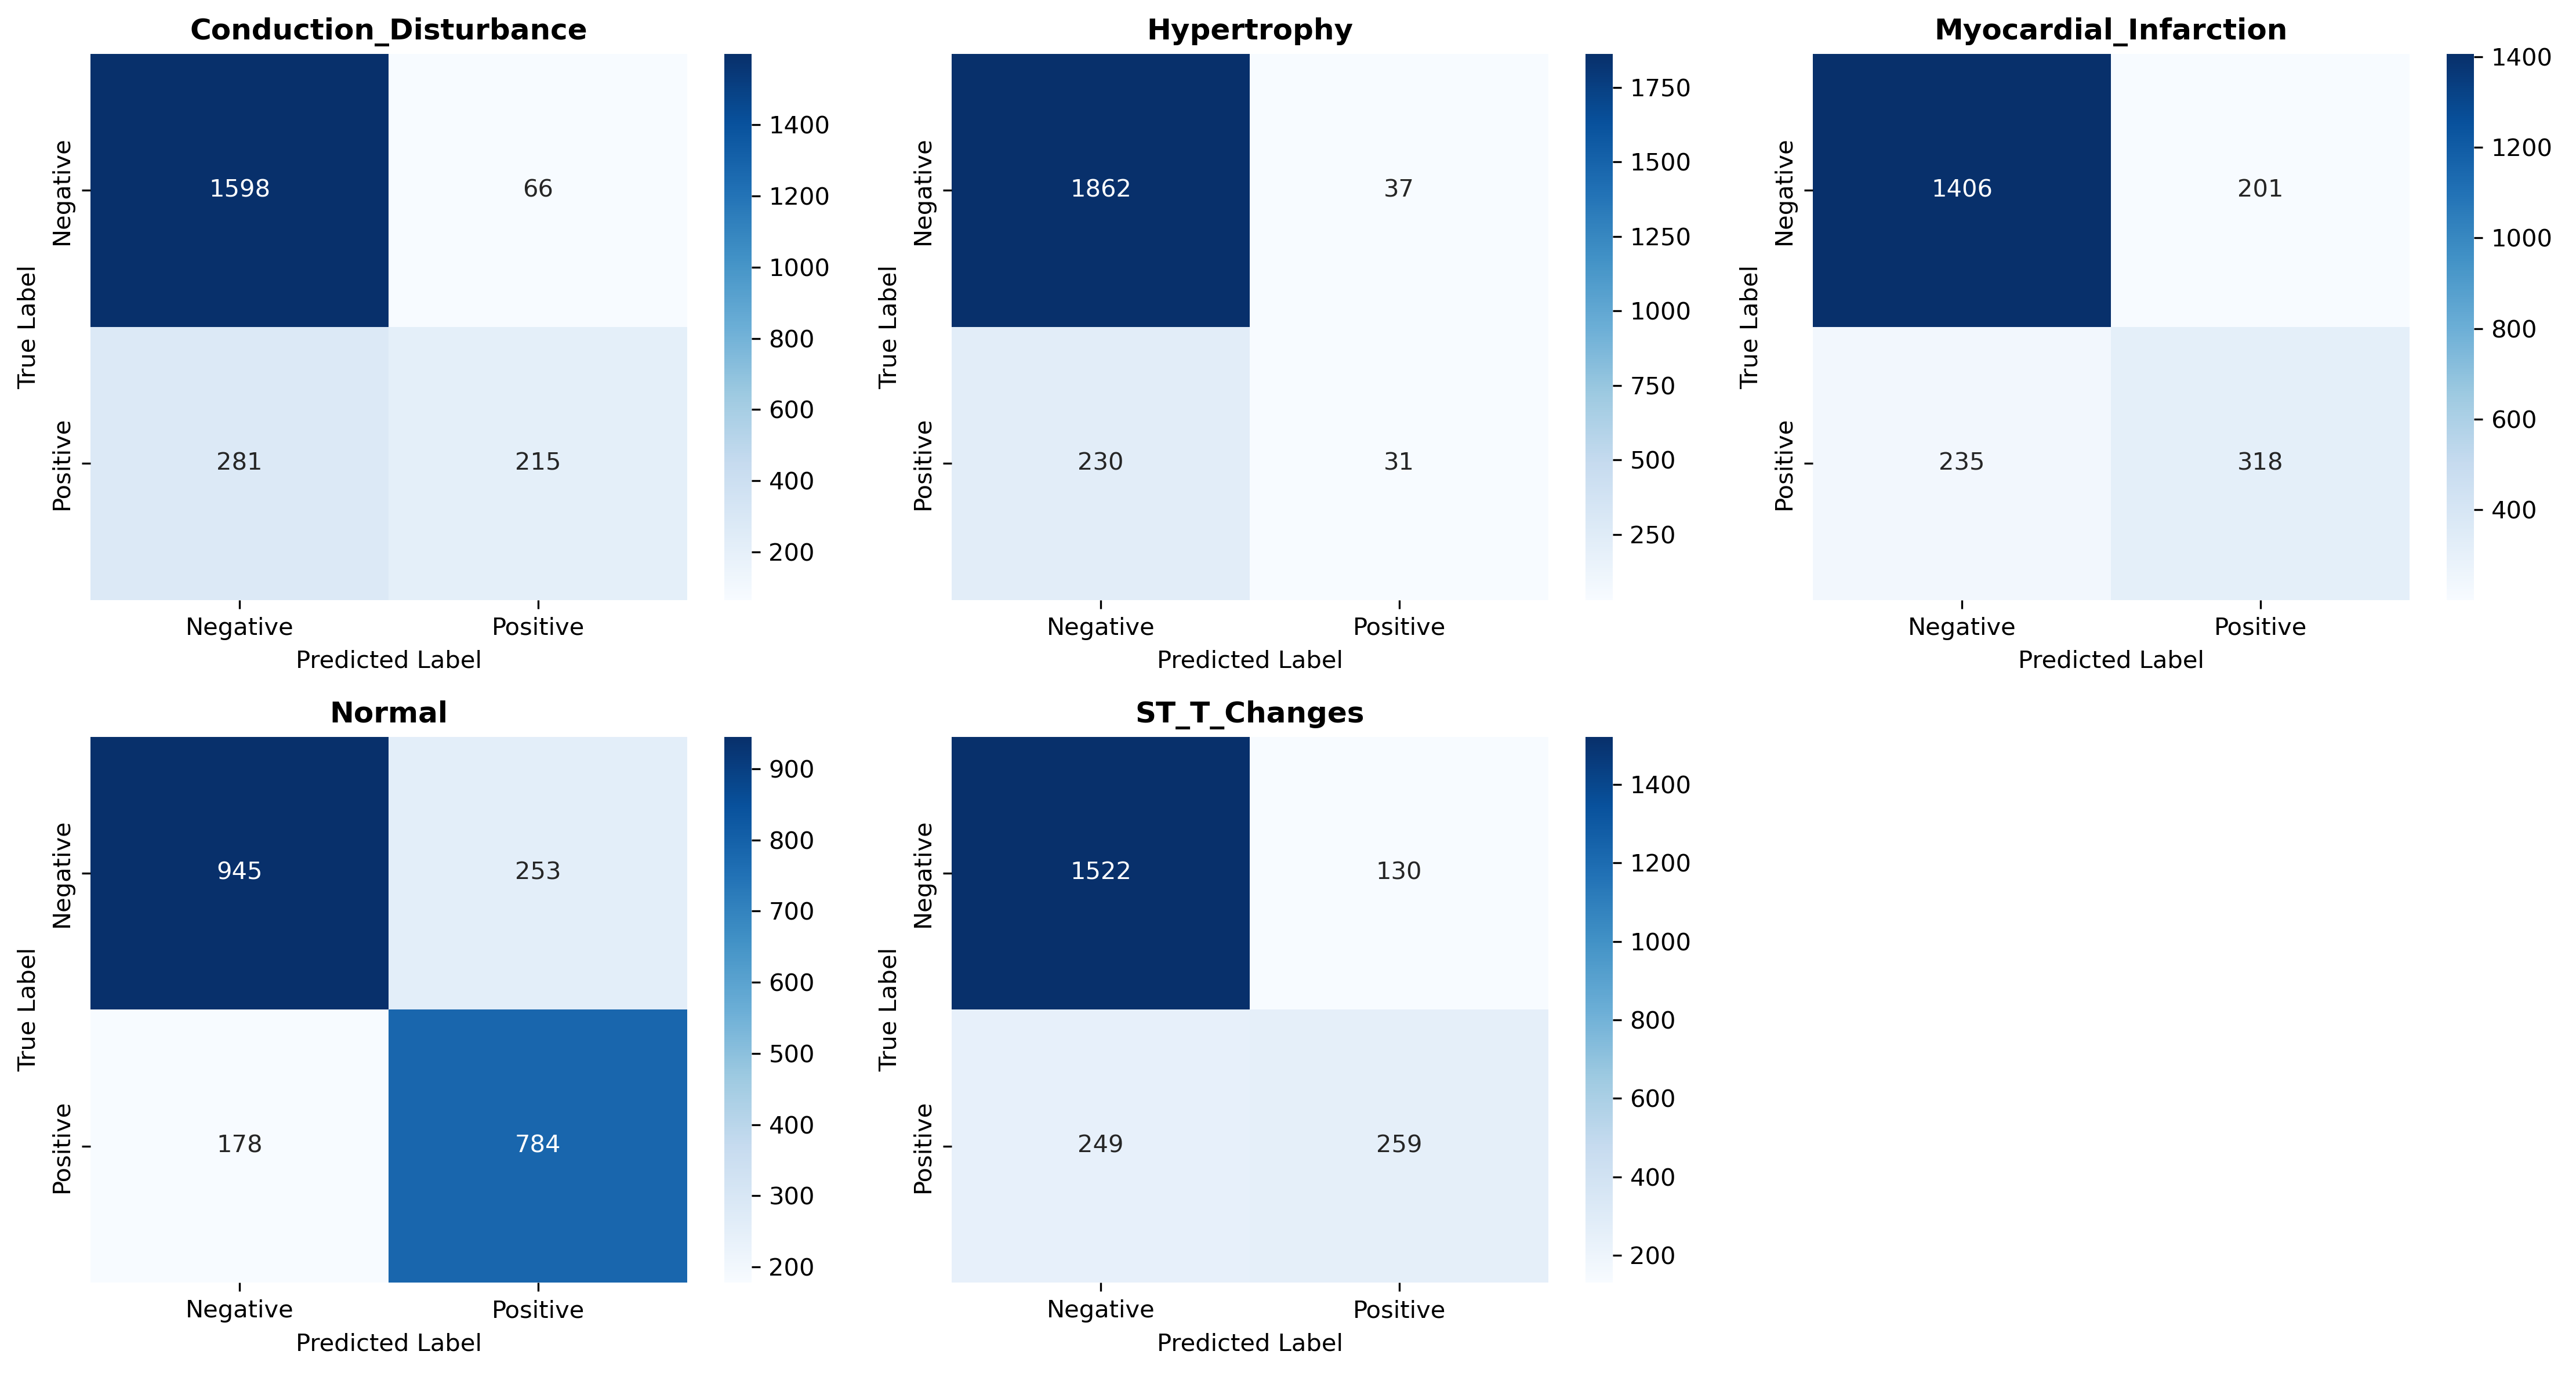 Conduction_Disturbance
True Label
Negative
Positive
1598
66
281
215
Negative
Positive
Predicted Label
1400
1200
1000
800
600
400
200
Hypertrophy
True Label
Negative
Positive
1862
37
230
31
Negative
Positive
Predicted Label
1750
1500
1250
1000
750
500
250
Myocardial_Infarction
True Label
Negative
Positive
1406
201
235
318
Negative
Positive
Predicted Label
1400
1200
1000
800
600
400
Normal
True Label
Negative
Positive
945
253
178
784
Negative
Positive
Predicted Label
900
800
700
600
500
400
300
200
ST_T_Changes
True Label
Negative
Positive
1522
130
249
259
Negative
Positive
Predicted Label
1400
1200
1000
800
600
400
200